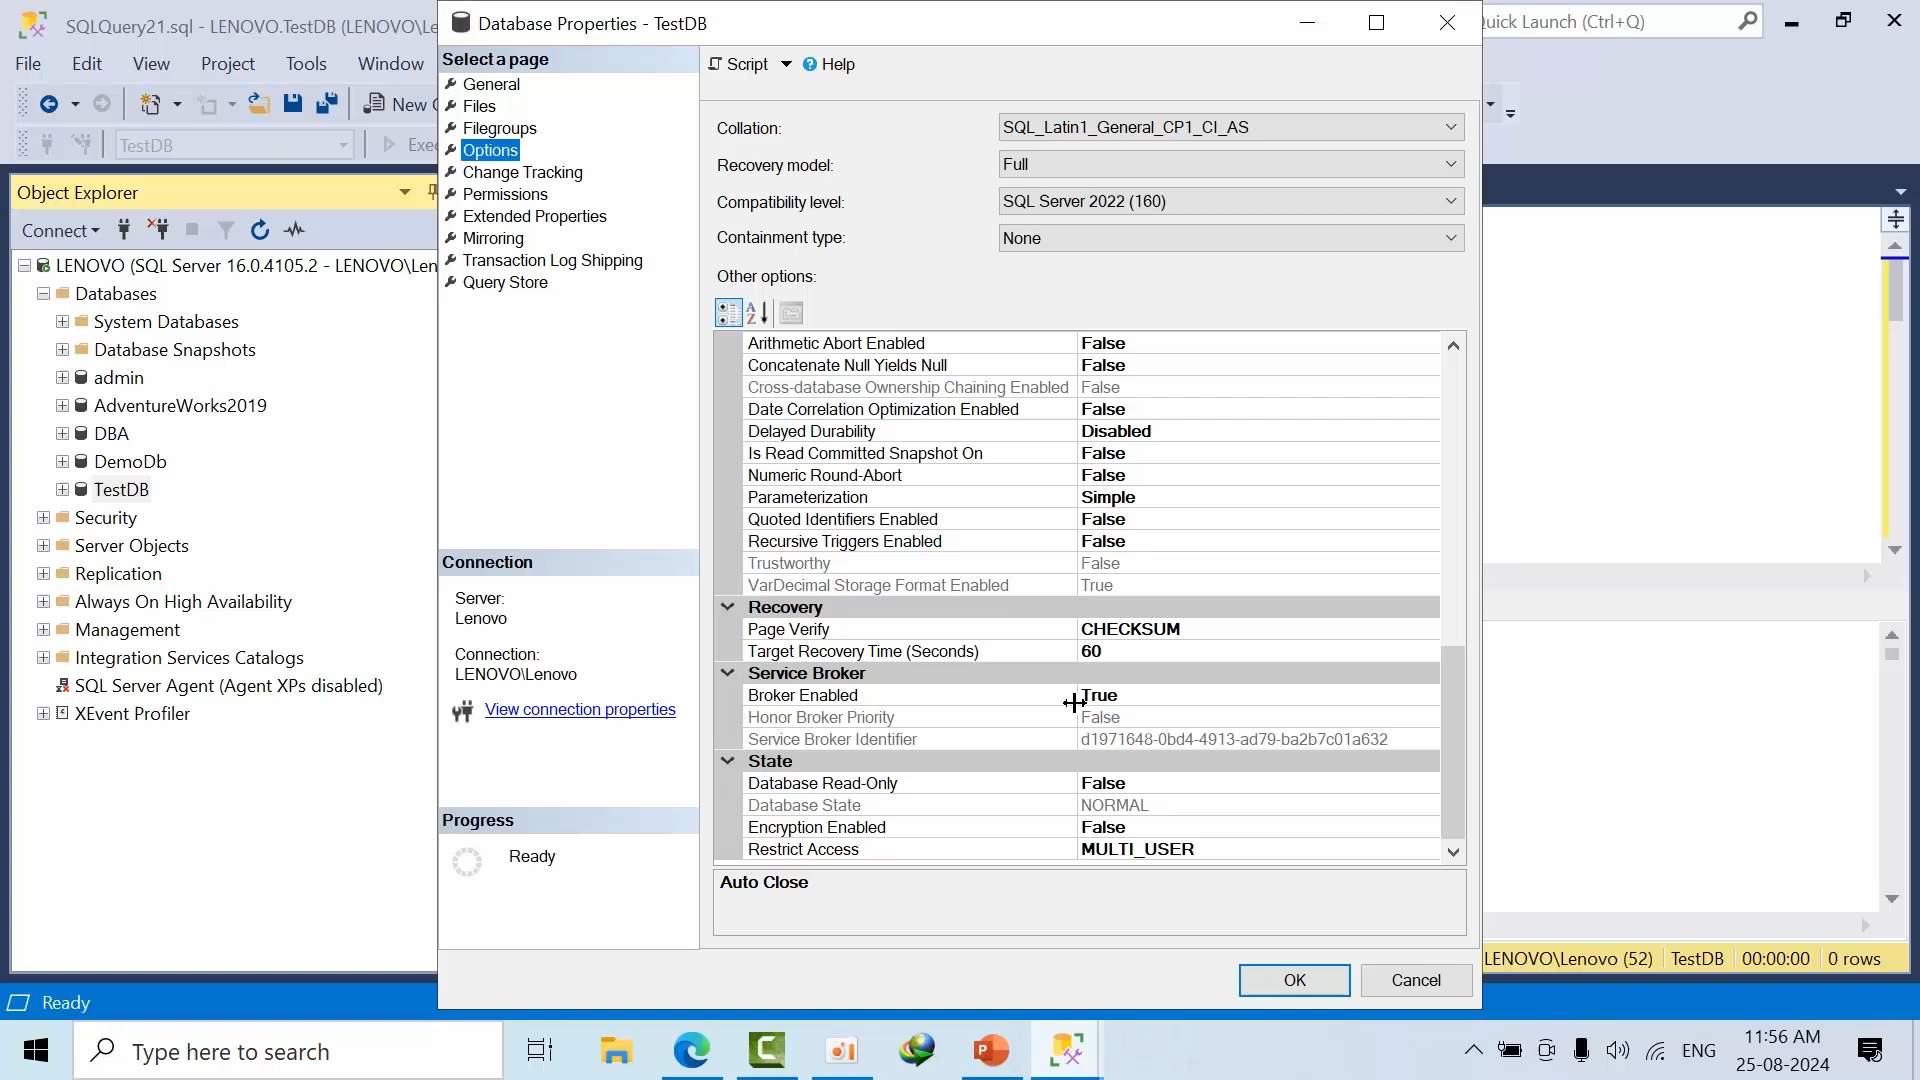 SQLQuery21.sql - LENOVO.TestDB (LENOVO\Le
File Edit View Project Tools Window
New
TestDB
Exe
Object Explorer
Connect
LENOVO (SQL Server 16.0.4105.2 - LENOVO\Len
Databases
System Databases
Database Snapshots
admin
AdventureWorks2019
DBA
DemoDb
TestDB
Security
Server Objects
Replication
Always On High Availability
Management
Integration Services Catalogs
SQL Server Agent (Agent XPs disabled)
XEvent Profiler
Database Properties - TestDB
Select a page
General
Files
Filegroups
Options
Change Tracking
Permissions
Extended Properties
Mirroring
Transaction Log Shipping
Query Store
Connection
Server:
Lenovo
Connection:
LENOVO\Lenovo
View connection properties
Progress
Ready
Script Help
Collation: SQL_Latin1_General_CP1_CI_AS
Recovery model: Full
Compatibility level: SQL Server 2022 (160)
Containment type: None
Other options:
Arithmetic Abort Enabled False
Concatenate Null Yields Null False
Cross-database Ownership Chaining Enabled False
Date Correlation Optimization Enabled False
Delayed Durability Disabled
Is Read Committed Snapshot On False
Numeric Round-Abort False
Parameterization Simple
Quoted Identifiers Enabled False
Recursive Triggers Enabled False
Trustworthy False
VarDecimal Storage Format Enabled True
Recovery
Page Verify CHECKSUM
Target Recovery Time (Seconds) 60
Service Broker
Broker Enabled True
Honor Broker Priority False
Service Broker Identifier d1971648-0bd4-4913-ad79-ba2b7c01a632
State
Database Read-Only False
Database State NORMAL
Encryption Enabled False
Restrict Access MULTI_USER
Auto Close
OK Cancel
Quick Launch (Ctrl+Q)
LENOVO\Lenovo (52) TestDB 00:00:00 0 rows
Ready
Type here to search
ENG
11:56 AM
25-08-2024